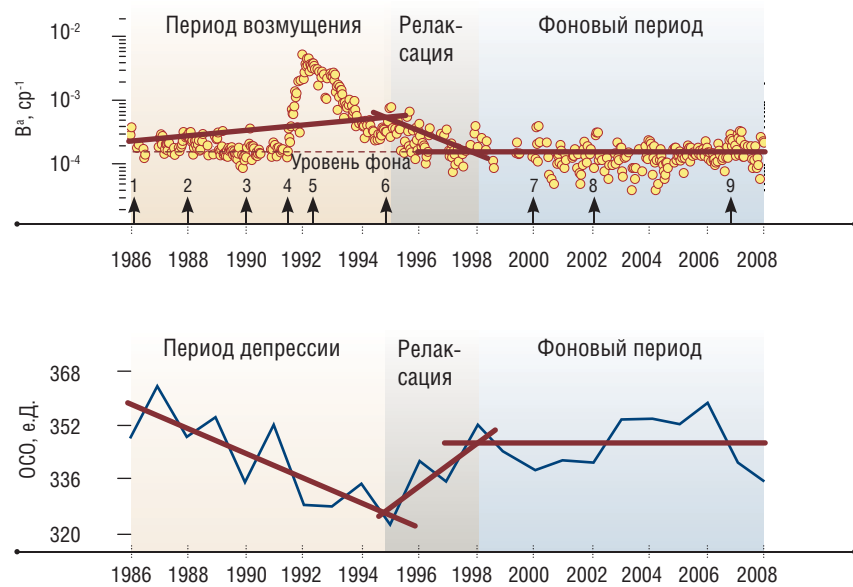 Период возмущения
Релак-
сация
Фоновый период
10-2
10-3
10-4
Ba, ср-1
Уровень фона
1 2 3 4 5 6 7 8 9
1986 1988 1990 1992 1994 1996 1998 2000 2002 2004 2006 2008
Период депрессии
Релак-
сация
Фоновый период
368
352
336
320
ОСО, е.Д.
1986 1988 1990 1992 1994 1996 1998 2000 2002 2004 2006 2008